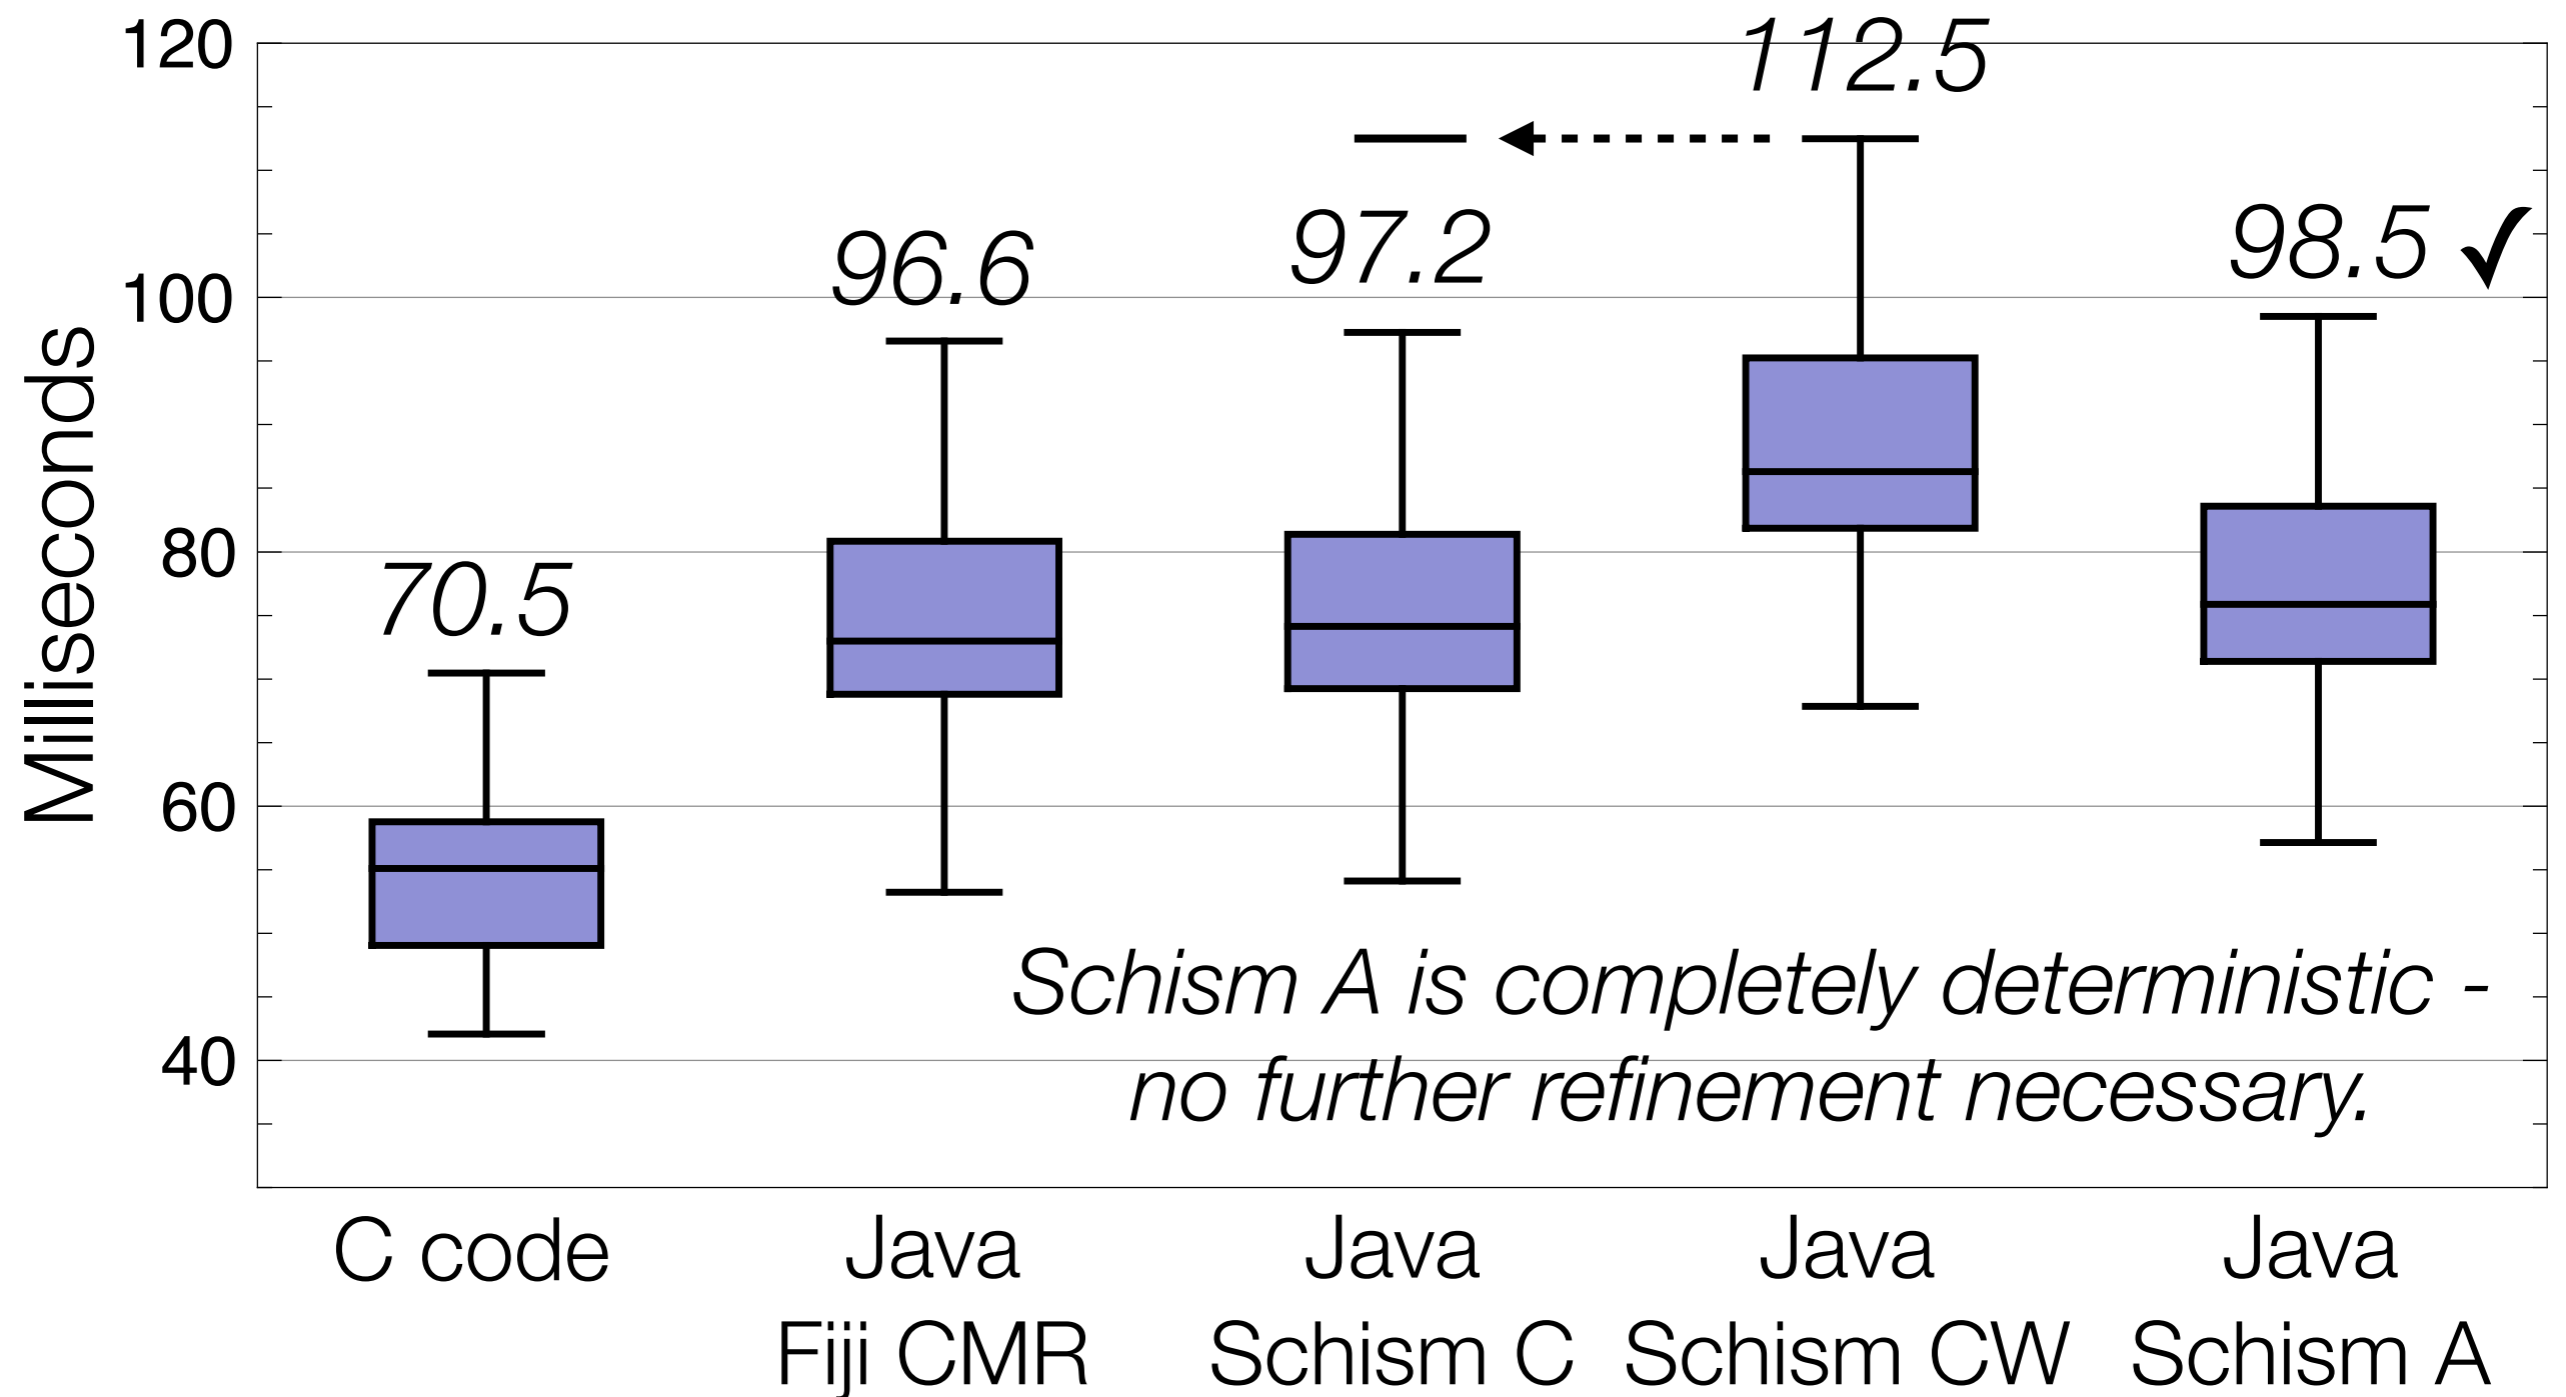 120
112.5
98.5 ✓
97.2
96.6
100
Milliseconds
80
70.5
60
Schism A is completely deterministic -
no further refinement necessary.
40
C code
Java
Fiji CMR
Java
Schism C
Java
Schism CW
Java
Schism A